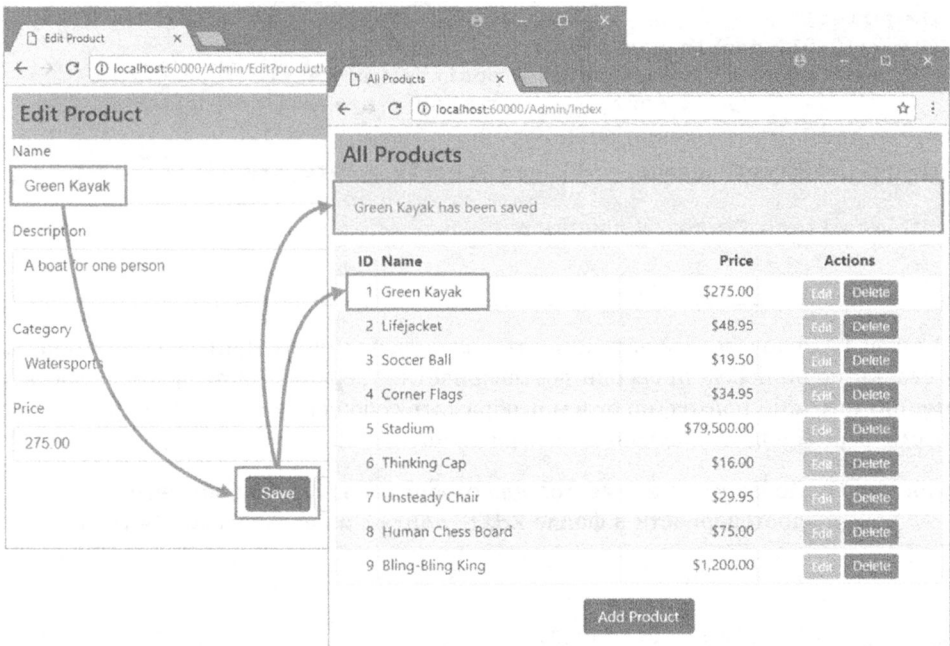 Edit Product
localhost:60000/Admin/Edit?productI
Edit Product
Name
Green Kayak
Description
A boat for one person
Category
Watersports
Price
275.00
Save
All Products
localhost:60000/Admin/Index
All Products
Green Kayak has been saved
ID Name Price Actions
1 Green Kayak $275.00 Edit Delete
2 Lifejacket $48.95 Edit Delete
3 Soccer Ball $19.50 Edit Delete
4 Corner Flags $34.95 Edit Delete
5 Stadium $79,500.00 Edit Delete
6 Thinking Cap $16.00 Edit Delete
7 Unsteady Chair $29.95 Edit Delete
8 Human Chess Board $75.00 Edit Delete
9 Bling-Bling King $1,200.00 Edit Delete
Add Product